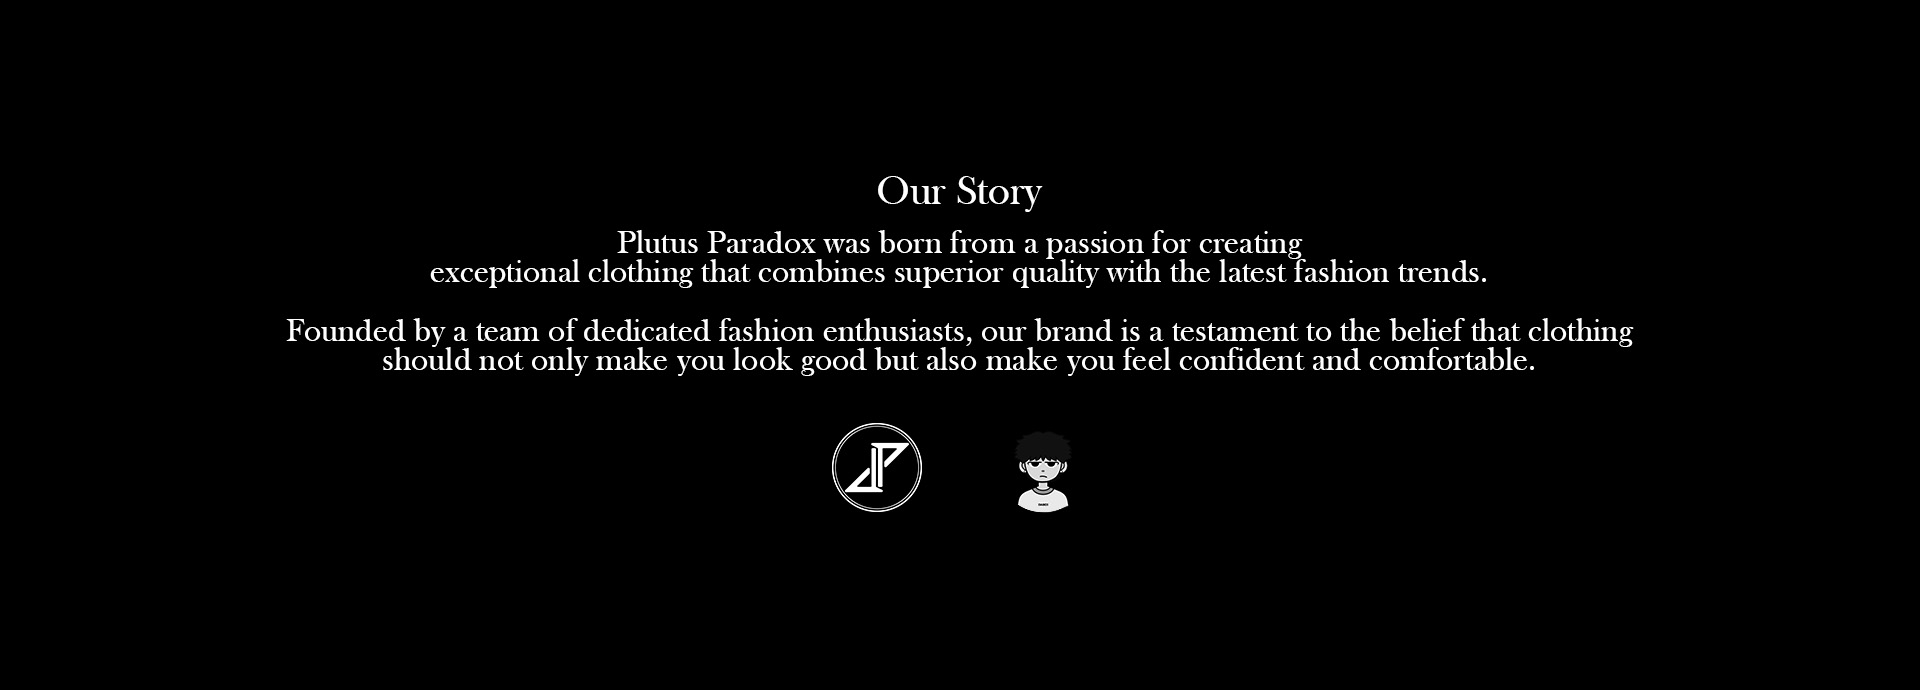 Our Story
Plutus Paradox was born from a passion for creating
exceptional clothing that combines superior quality with the latest fashion trends.
Founded by a team of dedicated fashion enthusiasts, our brand is a testament to the belief that clothing
should not only make you look good but also make you feel confident and comfortable.